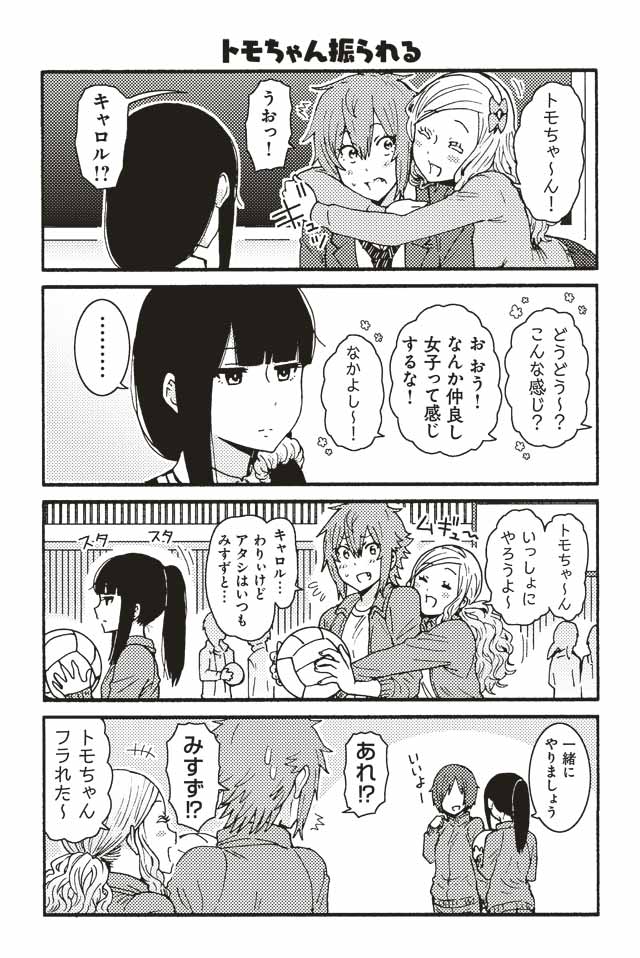 トモちゃん振られる
トモちゃ〜ん!
ギュッ
うおっ!
キャロル!?
どうどう〜?
こんな感じ?
お おう!
なんか仲良し
女子って感じ
するな!
なかよし〜!
………
トモちゃ〜ん
いっしょに
やろうよ〜
ムギュ〜
キャロル…
わりぃけど
アタシはいつも
みすずと…
スタ
スタ
一緒に
やりましょう
いいよー
あれ!?
みすず!?
トモちゃん
フラれた〜